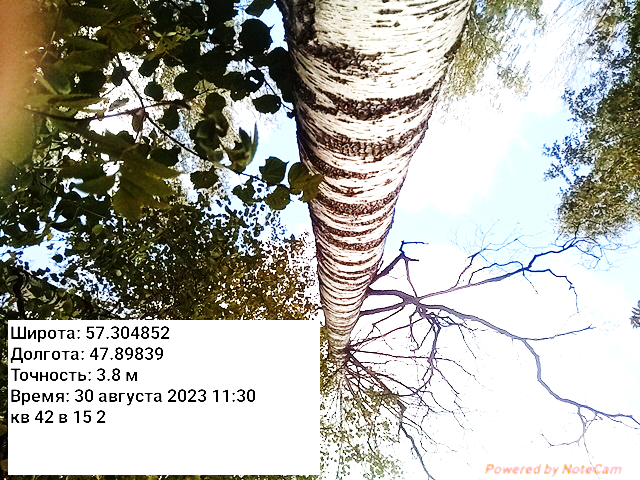 Широта: 57.304852
Долгота: 47.89839
Точность: 3.8 м
Время: 30 августа 2023 11:30
кв 42 в 15 2
Powered by NoteCam